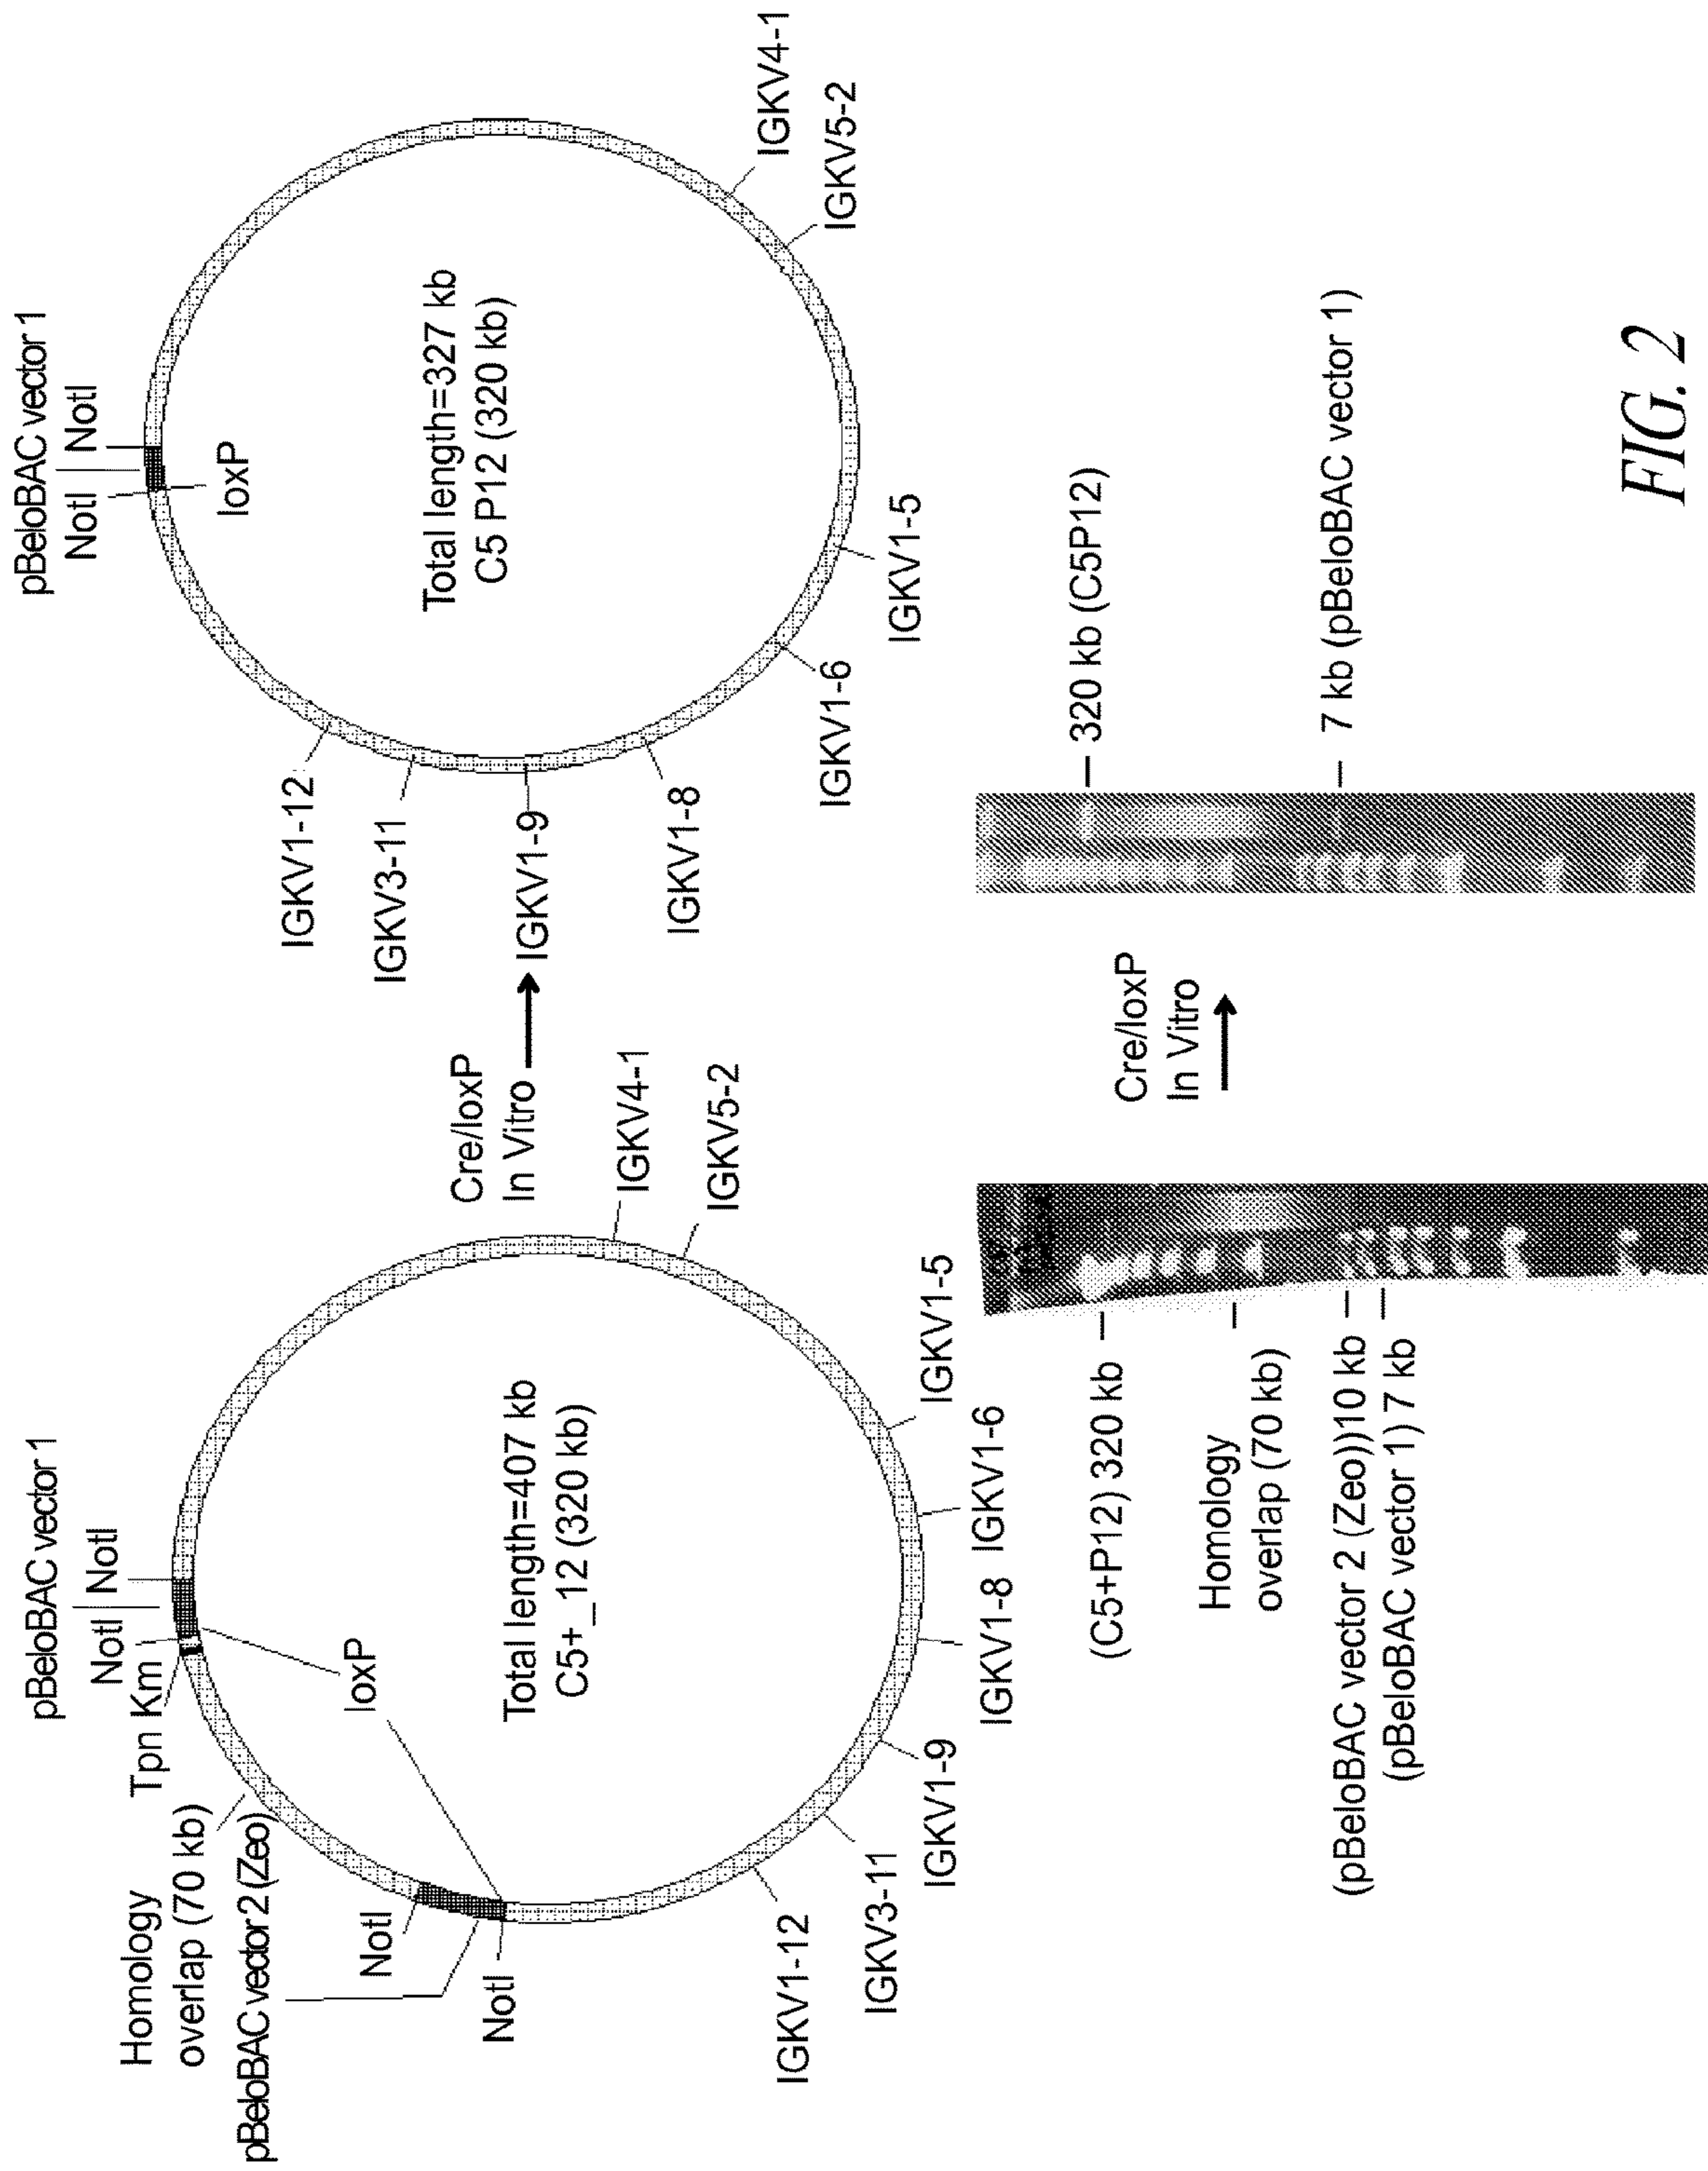 pBeloBAC vector 1
NotI
NotI
Tpn Km
Homology
overlap (70 kb)
pBeloBAC vector 2 (Zeo)
NotI
NotI
loxP
Total length=407 kb
C5+_12 (320 kb)
IGKV4-1
IGKV5-2
IGKV1-5
IGKV1-6
IGKV1-8
IGKV1-9
IGKV3-11
IGKV1-12
Cre/loxP
In Vitro
pBeloBAC vector 1
NotI
NotI
loxP
Total length=327 kb
C5 P12 (320 kb)
IGKV4-1
IGKV5-2
IGKV1-5
IGKV1-6
IGKV1-8
IGKV1-9
IGKV3-11
IGKV1-12
(C5+P12) 320 kb
Homology
overlap (70 kb)
(pBeloBAC vector 2 (Zeo))10 kb
(pBeloBAC vector 1) 7 kb
Cre/loxP
In Vitro
320 kb (C5P12)
7 kb (pBeloBAC vector 1)
FIG. 2